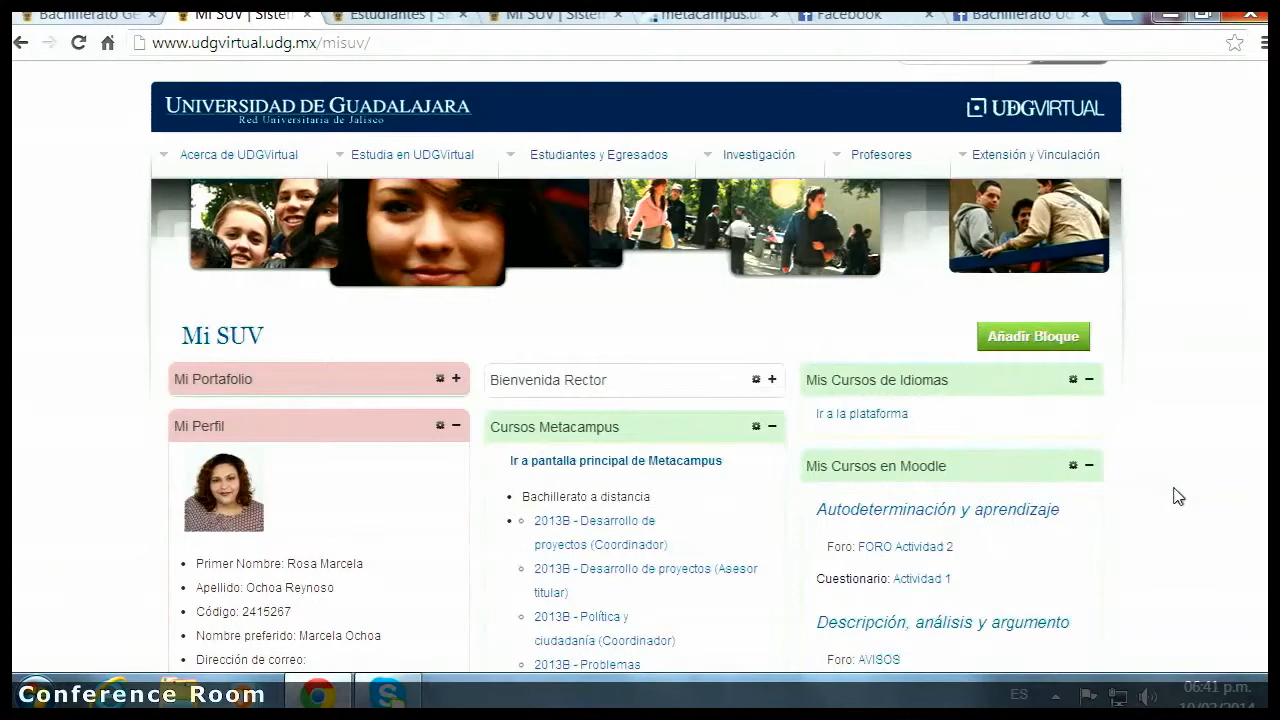 Bachillerato Ge
Mi SUV | Sistem
Estudiantes | S
Mi SUV | Sistem
metacampus.u
Facebook
Bachillerato Ud
www.udgvirtual.udg.mx/misuv/
UNIVERSIDAD DE GUADALAJARA
Red Universitaria de Jalisco
UDGVIRTUAL
Acerca de UDGVirtual
Estudia en UDGVirtual
Estudiantes y Egresados
Investigación
Profesores
Extensión y Vinculación
Mi SUV
Añadir Bloque
Mi Portafolio
Mi Perfil
Primer Nombre: Rosa Marcela
Apellido: Ochoa Reynoso
Código: 2415267
Nombre preferido: Marcela Ochoa
Dirección de correo:
Bienvenida Rector
Cursos Metacampus
Ir a pantalla principal de Metacampus
Bachillerato a distancia
2013B - Desarrollo de
proyectos (Coordinador)
2013B - Desarrollo de proyectos (Asesor
titular)
2013B - Política y
ciudadanía (Coordinador)
2013B - Problemas
Mis Cursos de Idiomas
Ir a la plataforma
Mis Cursos en Moodle
Autodeterminación y aprendizaje
Foro: FORO Actividad 2
Cuestionario: Actividad 1
Descripción, análisis y argumento
Foro: AVISOS
Conference Room
ES
06:41 p.m.
10/02/2014